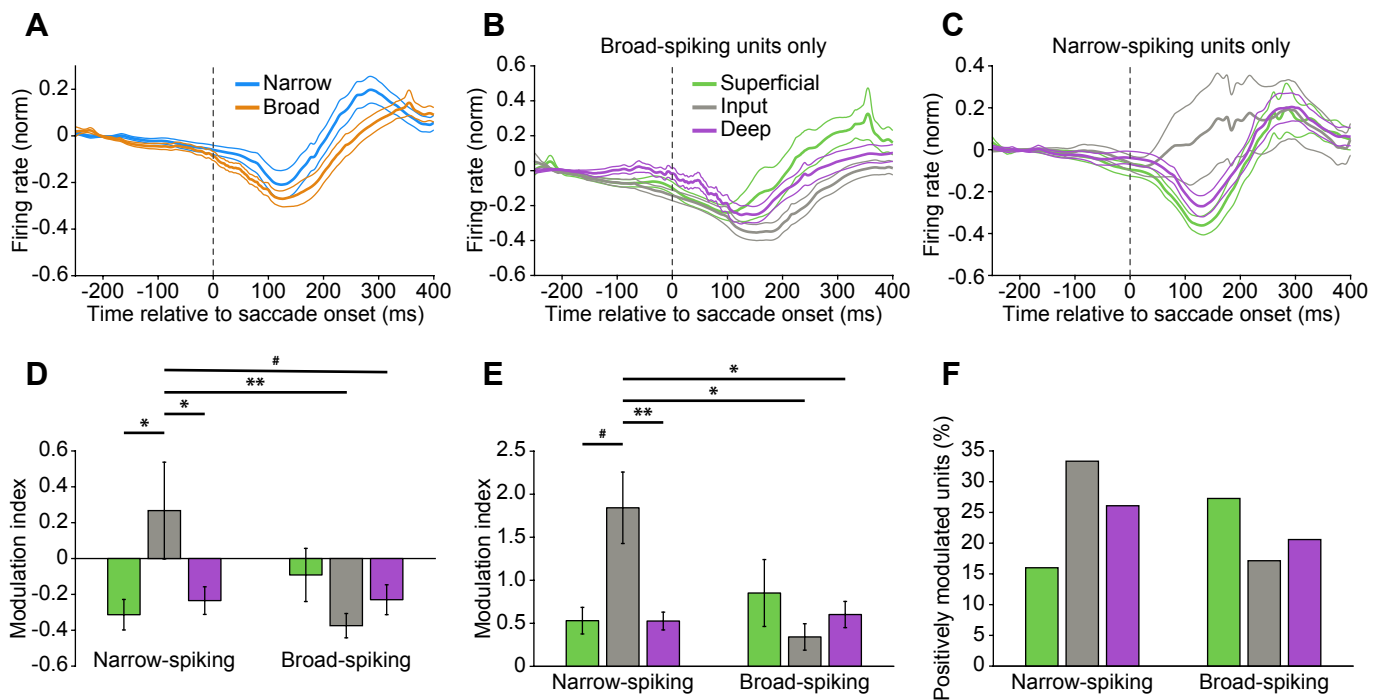 A
Narrow
Broad
Firing rate (norm)
0.2
0
-0.2
-0.4
-0.6
-200 -100 0 100 200 300 400
Time relative to saccade onset (ms)
B
Broad-spiking units only
Superficial
Input
Deep
Firing rate (norm)
0.6
0.4
0.2
0
-0.2
-0.4
-0.6
-200 -100 0 100 200 300 400
Time relative to saccade onset (ms)
C
Narrow-spiking units only
Firing rate (norm)
0.4
0.2
0
-0.2
-0.4
-0.6
-200 -100 0 100 200 300 400
Time relative to saccade onset (ms)
D
#
**
* *
Modulation index
0.6
0.4
0.2
0
-0.2
-0.4
-0.6
Narrow-spiking Broad-spiking
E
*
*
**
#
Modulation index
2.5
2.0
1.5
1.0
0.5
0
Narrow-spiking Broad-spiking
F
Positively modulated units (%)
35
30
25
20
15
10
5
0
Narrow-spiking Broad-spiking